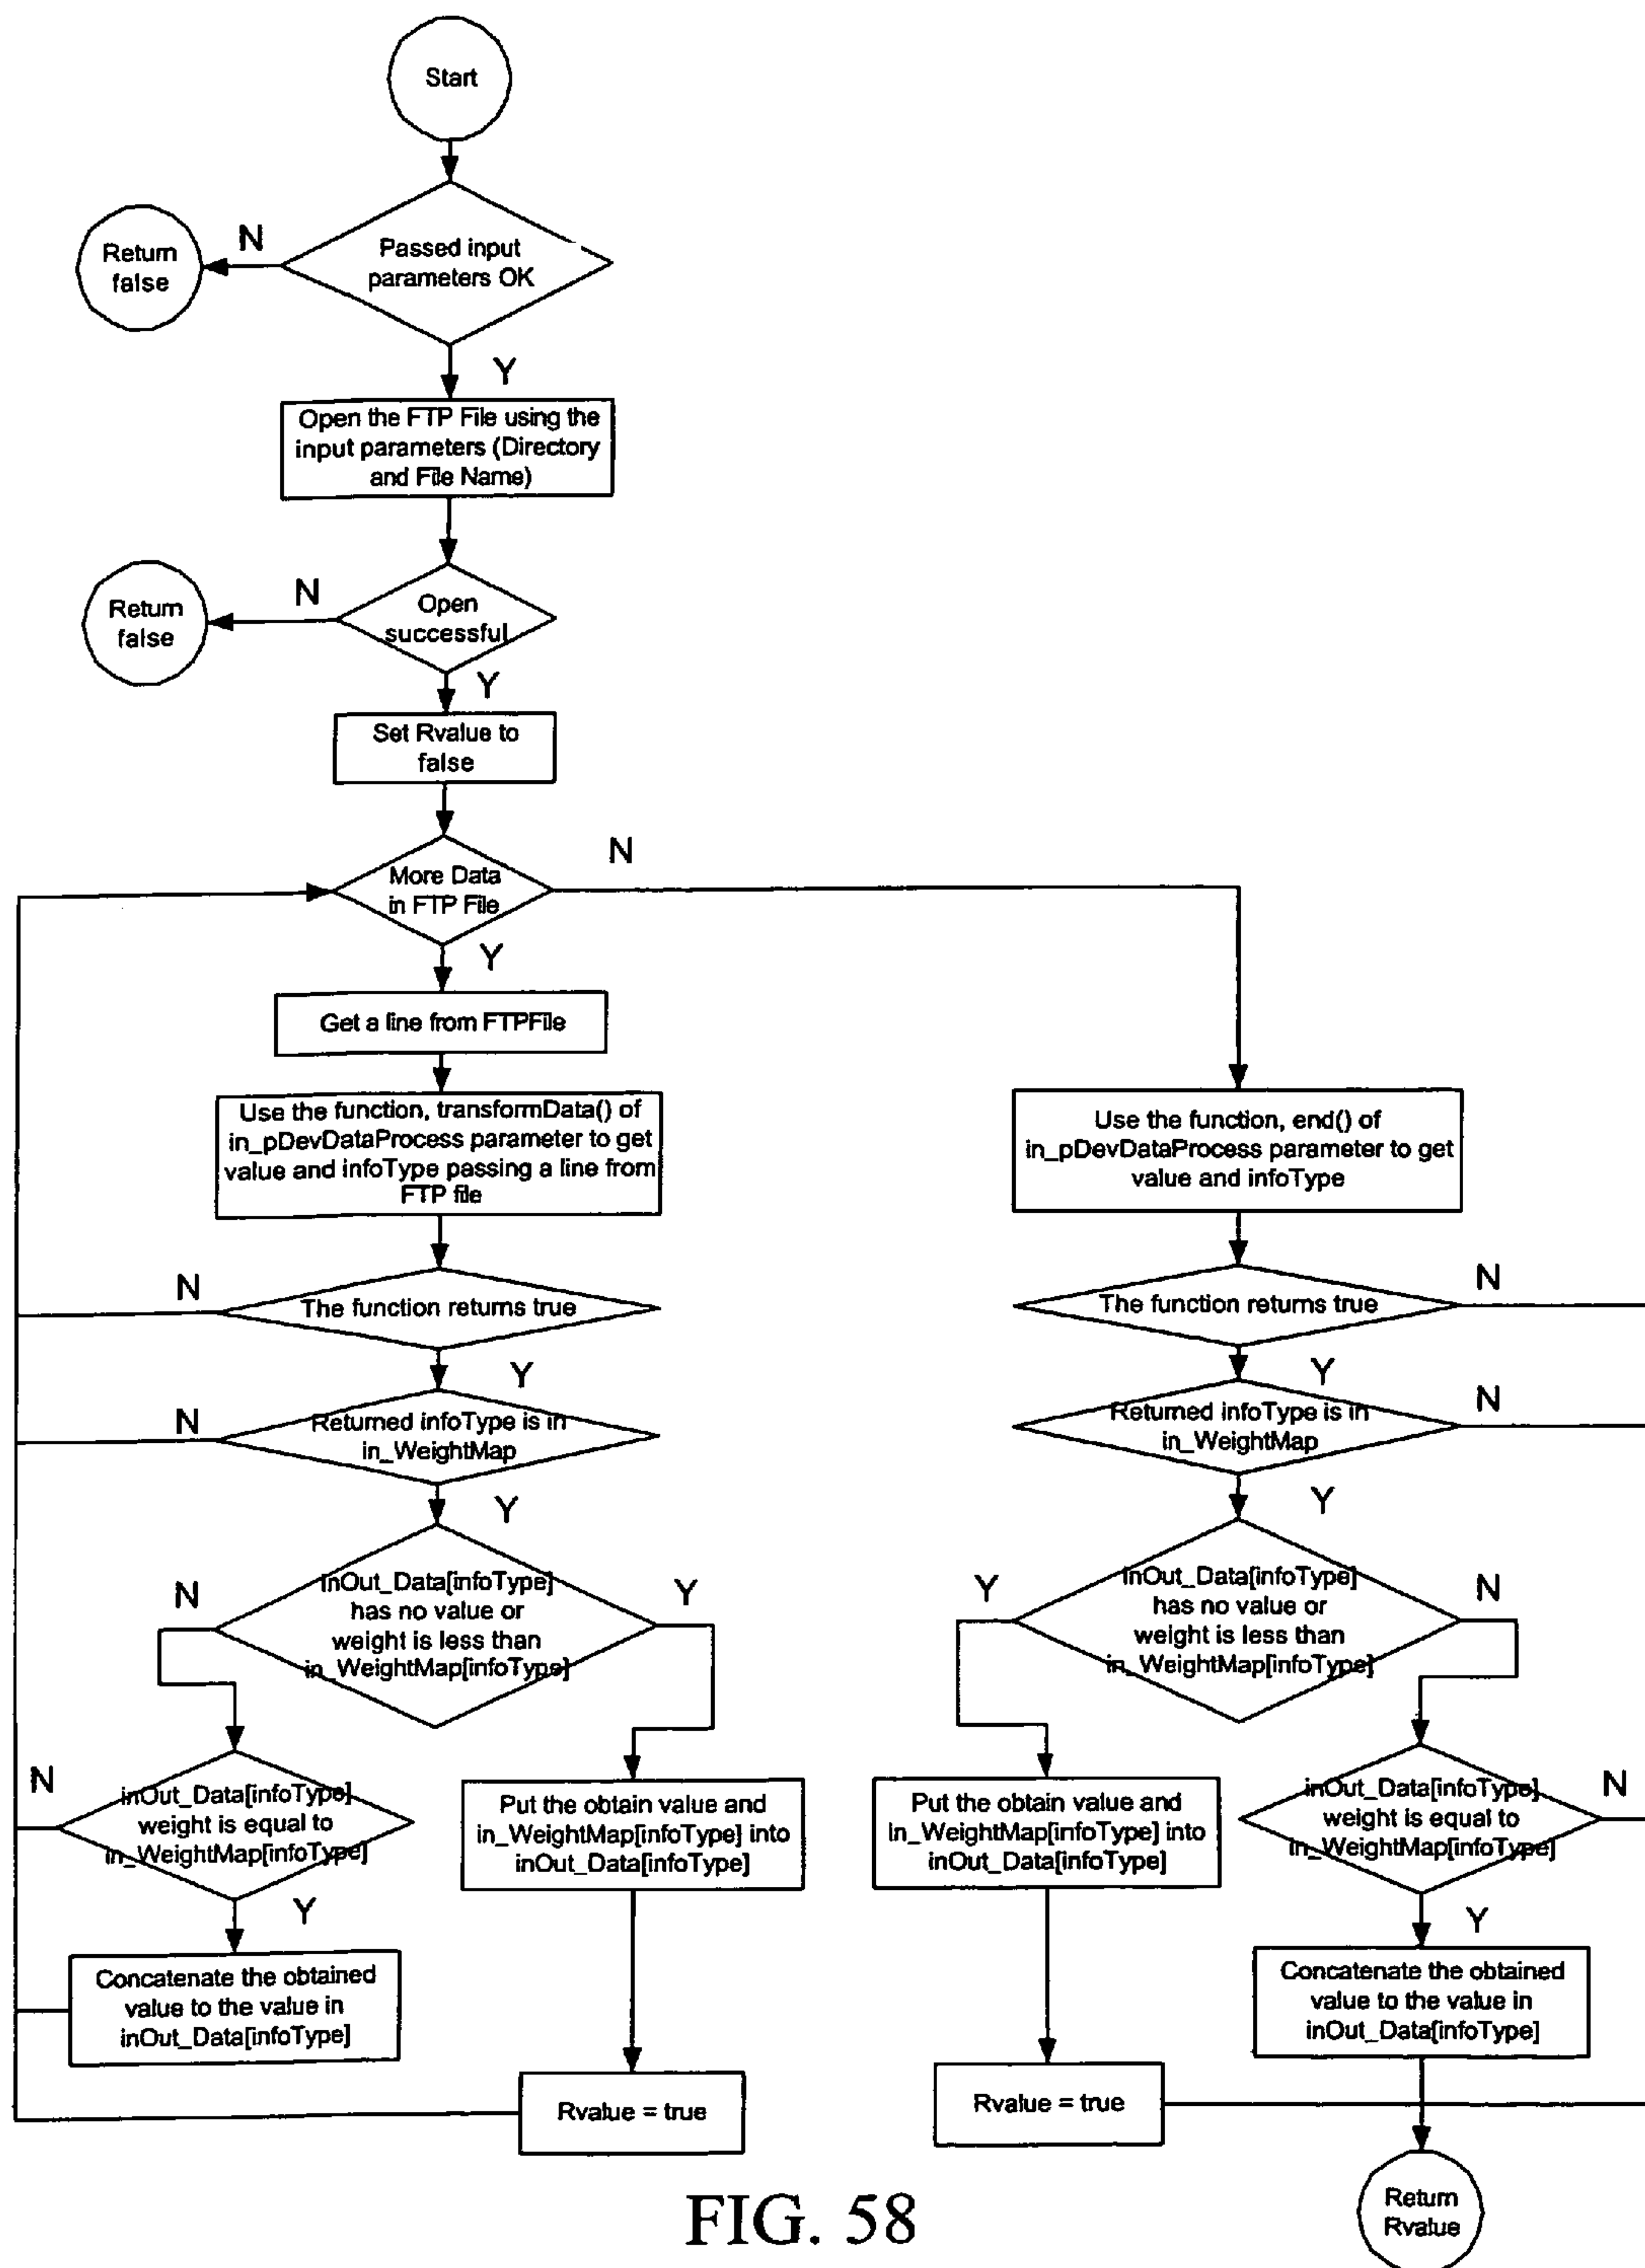 Start
Passed input
parameters OK
N
Return
false
Y
Open the FTP File using the
input parameters (Directory
and File Name)
Open
successful
N
Return
false
Y
Set Rvalue to
false
More Data
in FTP File
N
Y
Get a line from FTPFile
Use the function, transformData() of
in_pDevDataProcess parameter to get
value and infoType passing a line from
FTP file
N
The function returns true
Y
N
Returned infoType is in
in_WeightMap
Y
N
inOut_Data[infoType]
has no value or
weight is less than
in_WeightMap[infoType]
Y
N
inOut_Data[infoType]
weight is equal to
in_WeightMap[infoType]
Y
Put the obtain value and
in_WeightMap[infoType] into
inOut_Data[infoType]
Concatenate the obtained
value to the value in
inOut_Data[infoType]
Rvalue = true
Use the function, end() of
in_pDevDataProcess parameter to get
value and infoType
The function returns true
N
Y
Returned infoType is in
in_WeightMap
N
Y
Y
inOut_Data[infoType]
has no value or
weight is less than
in_WeightMap[infoType]
N
Put the obtain value and
in_WeightMap[infoType] into
inOut_Data[infoType]
inOut_Data[infoType]
weight is equal to
in_WeightMap[infoType]
N
Y
Concatenate the obtained
value to the value in
inOut_Data[infoType]
Rvalue = true
Return
Rvalue
FIG. 58